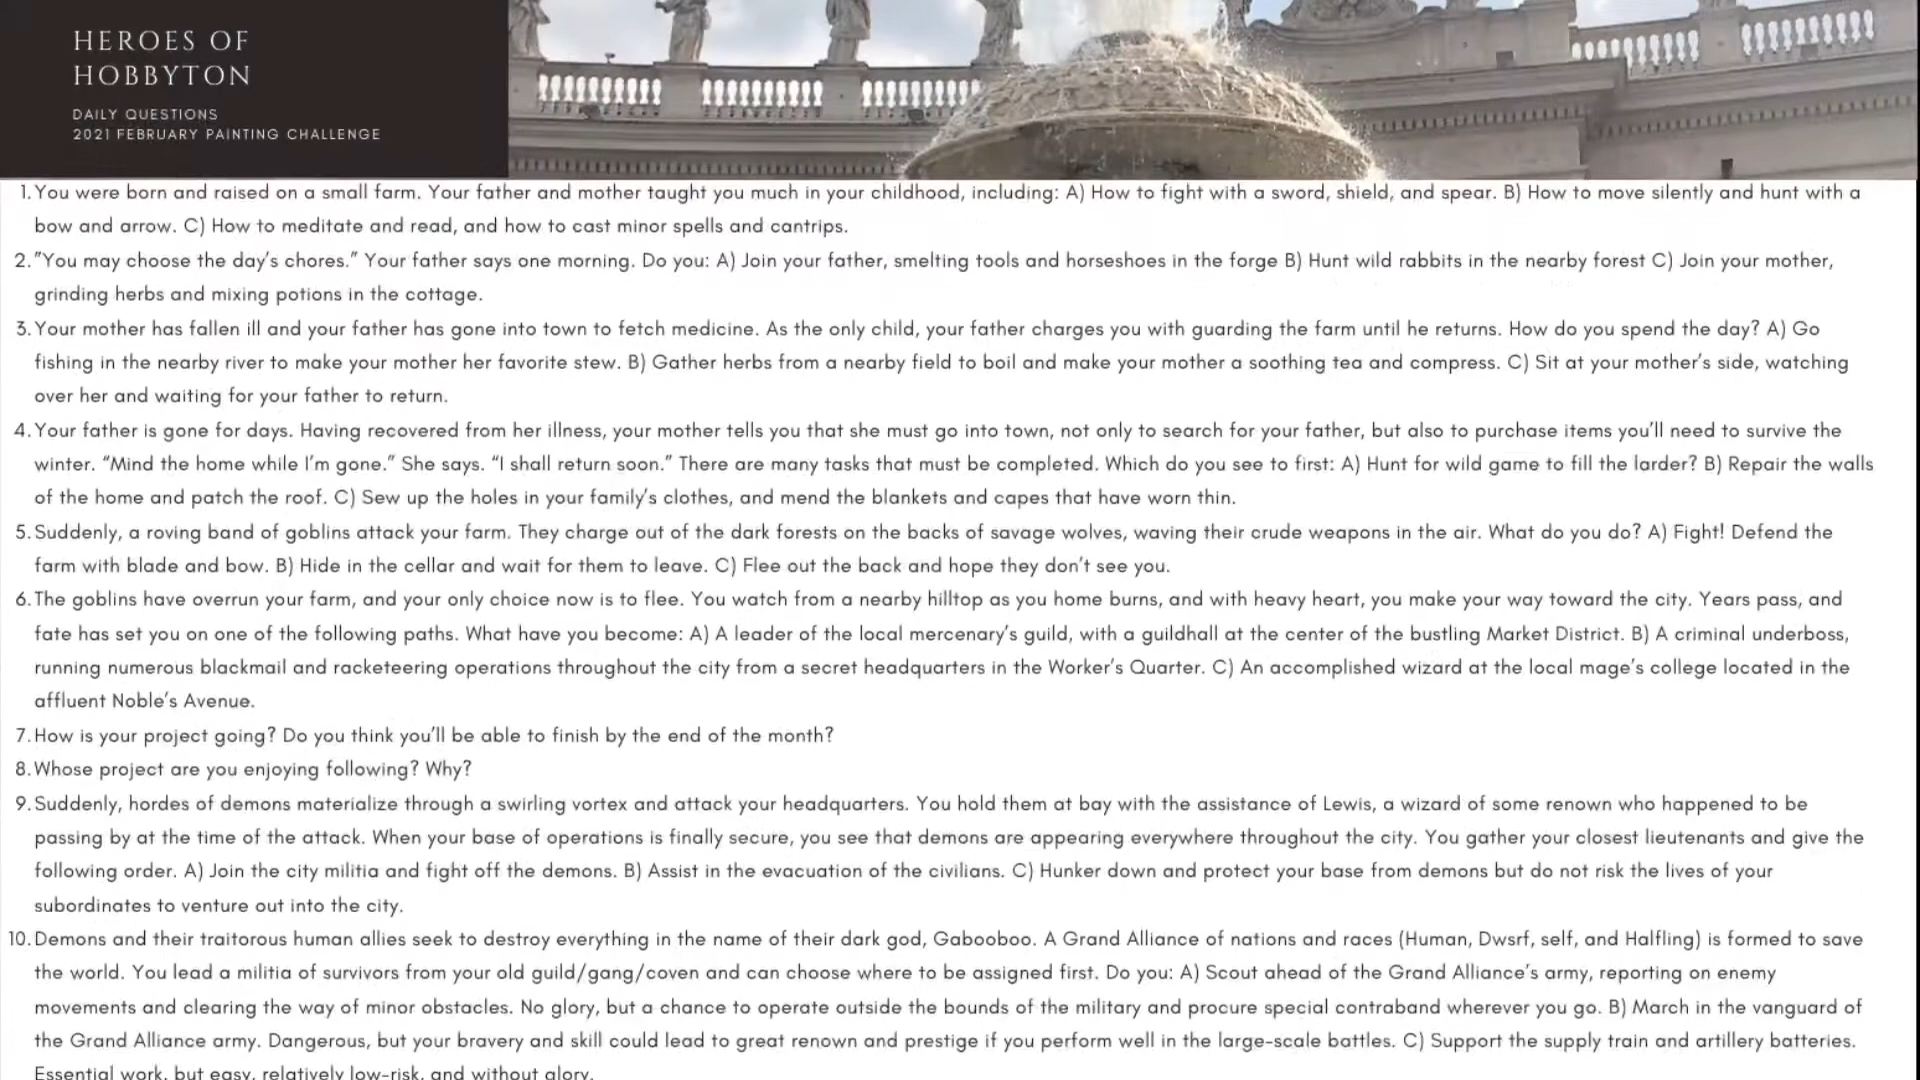 HEROES OF
HOBBYTON
DAILY QUESTIONS
2021 FEBRUARY PAINTING CHALLENGE
1. You were born and raised on a small farm. Your father and mother taught you much in your childhood, including: A) How to fight with a sword, shield, and spear. B) How to move silently and hunt with a
bow and arrow. C) How to meditate and read, and how to cast minor spells and cantrips.
2. "You may choose the day's chores." Your father says one morning. Do you: A) Join your father, smelting tools and horseshoes in the forge B) Hunt wild rabbits in the nearby forest C) Join your mother,
grinding herbs and mixing potions in the cottage.
3. Your mother has fallen ill and your father has gone into town to fetch medicine. As the only child, your father charges you with guarding the farm until he returns. How do you spend the day? A) Go
fishing in the nearby river to make your mother her favorite stew. B) Gather herbs from a nearby field to boil and make your mother a soothing tea and compress. C) Sit at your mother's side, watching
over her and waiting for your father to return.
4. Your father is gone for days. Having recovered from her illness, your mother tells you that she must go into town, not only to search for your father, but also to purchase items you'll need to survive the
winter. "Mind the home while I'm gone." She says. "I shall return soon." There are many tasks that must be completed. Which do you see to first: A) Hunt for wild game to fill the larder? B) Repair the walls
of the home and patch the roof. C) Sew up the holes in your family's clothes, and mend the blankets and capes that have worn thin.
5. Suddenly, a roving band of goblins attack your farm. They charge out of the dark forests on the backs of savage wolves, waving their crude weapons in the air. What do you do? A) Fight! Defend the
farm with blade and bow. B) Hide in the cellar and wait for them to leave. C) Flee out the back and hope they don't see you.
6. The goblins have overrun your farm, and your only choice now is to flee. You watch from a nearby hilltop as you home burns, and with heavy heart, you make your way toward the city. Years pass, and
fate has set you on one of the following paths. What have you become: A) A leader of the local mercenary's guild, with a guildhall at the center of the bustling Market District. B) A criminal underboss,
running numerous blackmail and racketeering operations throughout the city from a secret headquarters in the Worker's Quarter. C) An accomplished wizard at the local mage's college located in the
affluent Noble's Avenue.
7. How is your project going? Do you think you'll be able to finish by the end of the month?
8. Whose project are you enjoying following? Why?
9. Suddenly, hordes of demons materialize through a swirling vortex and attack your headquarters. You hold them at bay with the assistance of Lewis, a wizard of some renown who happened to be
passing by at the time of the attack. When your base of operations is finally secure, you see that demons are appearing everywhere throughout the city. You gather your closest lieutenants and give the
following order. A) Join the city militia and fight off the demons. B) Assist in the evacuation of the civilians. C) Hunker down and protect your base from demons but do not risk the lives of your
subordinates to venture out into the city.
10. Demons and their traitorous human allies seek to destroy everything in the name of their dark god, Gabooboo. A Grand Alliance of nations and races (Human, Dwsrf, self, and Halfling) is formed to save
the world. You lead a militia of survivors from your old guild/gang/coven and can choose where to be assigned first. Do you: A) Scout ahead of the Grand Alliance's army, reporting on enemy
movements and clearing the way of minor obstacles. No glory, but a chance to operate outside the bounds of the military and procure special contraband wherever you go. B) March in the vanguard of
the Grand Alliance army. Dangerous, but your bravery and skill could lead to great renown and prestige if you perform well in the large-scale battles. C) Support the supply train and artillery batteries.
Essential work, but easy, relatively low-risk, and without glory.